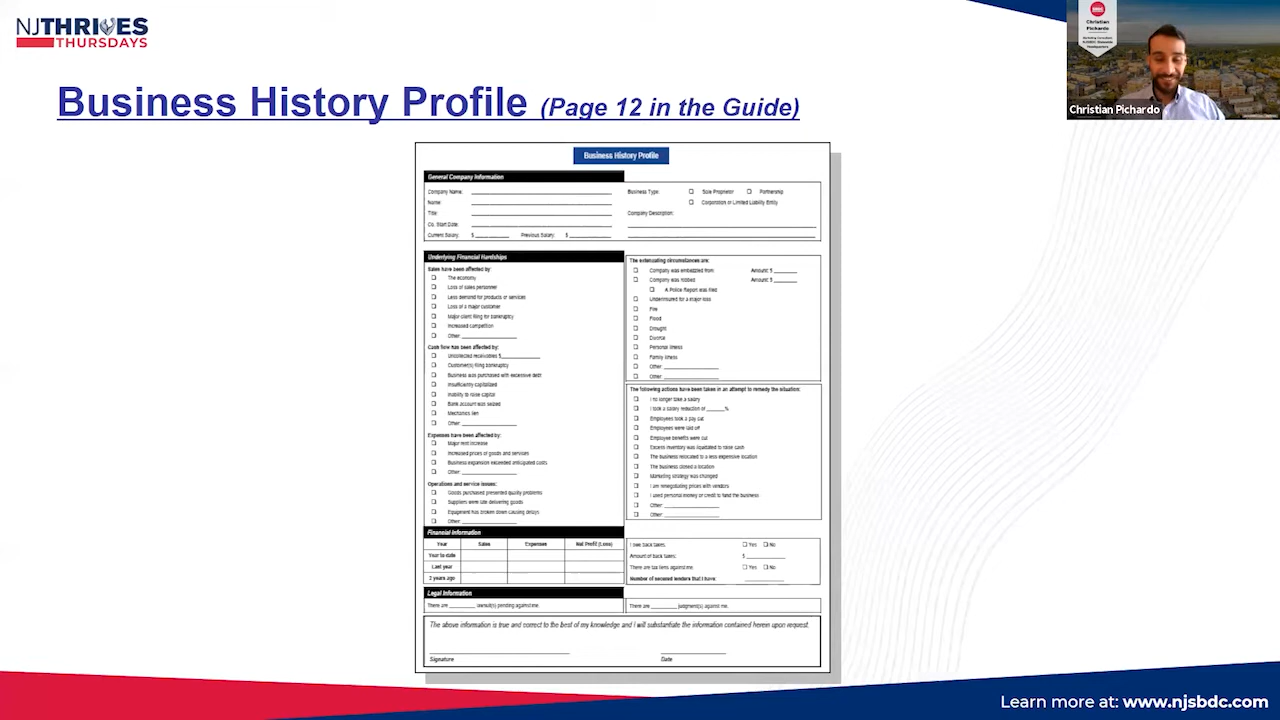 NJTHRIVES
THURSDAYS
Christian
Pichardo
Christian Pichardo
Business History Profile (Page 12 in the Guide)
Business History Profile
General Company Information
Company Name:
Name:
Title:
Co. Start Date:
Current Salary: $ Previous Salary: $
Business Type: Sole Proprietor Partnership
Corporation or Limited Liability Entity
Company Description:
Underlying Financial Hardships
Sales have been affected by:
The economy
Loss of sales personnel
Less demand for products or services
Loss of a major customer
Major client filing for bankruptcy
Increased competition
Other:
Cash flow has been affected by:
Uncollected receivables $
Customer(s) filing bankruptcy
Business was purchased with excessive debt
Insufficiently capitalized
Inability to raise capital
Bank account was seized
Mechanics lien
Other:
Expenses have been affected by:
Major rent increase
Increased prices of goods and services
Business expansion exceeded anticipated costs
Other:
Operations and service issues:
Goods purchased presented quality problems
Suppliers were late delivering goods
Equipment has broken down causing delays
Other:
The extenuating circumstances are:
Company was embezzled from Amount: $
Company was robbed Amount: $
A Police Report was filed
Underinsured for a major loss
Fire
Flood
Drought
Divorce
Personal illness
Family illness
Other:
Other:
The following actions have been taken in an attempt to remedy the situation:
I no longer take a salary
I took a salary reduction of %
Employees took a pay cut
Employees were laid off
Employee benefits were cut
Excess inventory was liquidated to raise cash
The business relocated to a less expensive location
The business closed a location
Marketing strategy was changed
I am renegotiating prices with vendors
I used personal money or credit to fund the business
Other:
Other:
Financial Information
Year Sales Expenses Net Profit (Loss)
Year to date
Last year
2 years ago
I owe back taxes: Yes No
Amount of back taxes: $
There are tax liens against me: Yes No
Number of secured lenders that I have:
Legal Information
There are lawsuit(s) pending against me.
There are judgment(s) against me.
The above information is true and correct to the best of my knowledge and I will substantiate the information contained herein upon request.
Signature Date
Learn more at: www.njsbdc.com